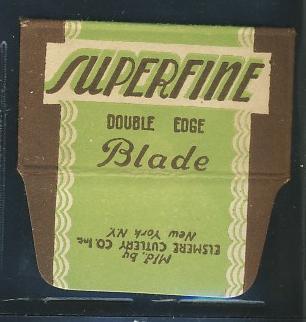 SUPERFINE
DOUBLE EDGE
Blade
Mfd. by
ELSMERE CUTLERY CO. Inc.
New York NY.